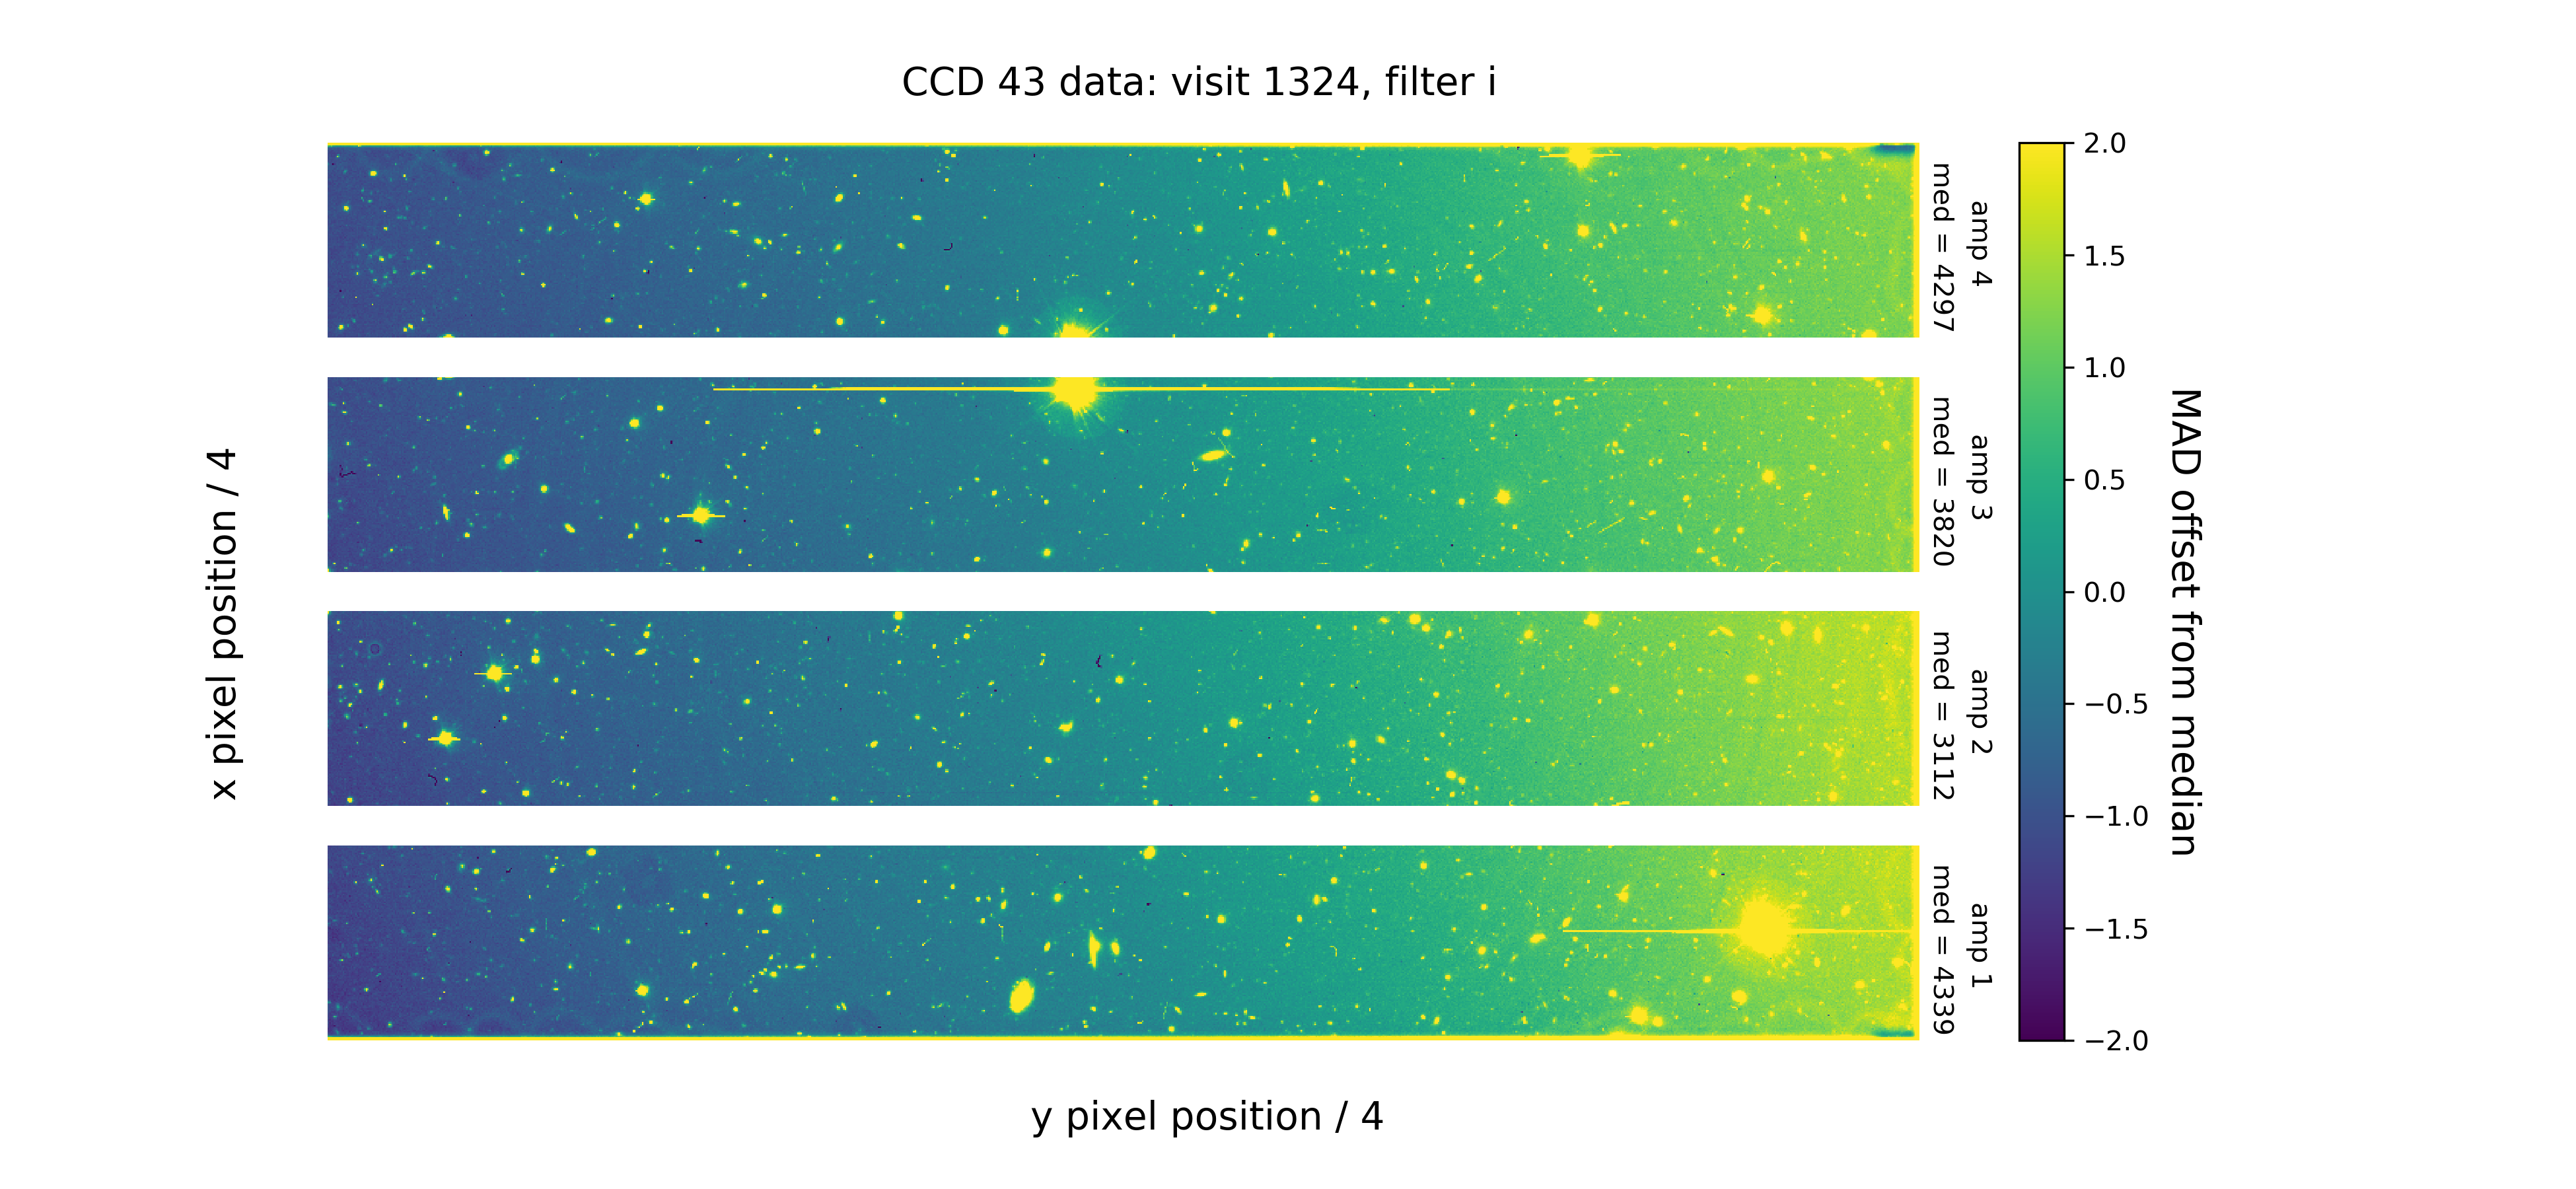 CCD 43 data: visit 1324, filter i
x pixel position / 4
y pixel position / 4
amp 4
med = 4297
amp 3
med = 3820
amp 2
med = 3112
amp 1
med = 4339
2.0
1.5
1.0
0.5
0.0
−0.5
−1.0
−1.5
−2.0
MAD offset from median